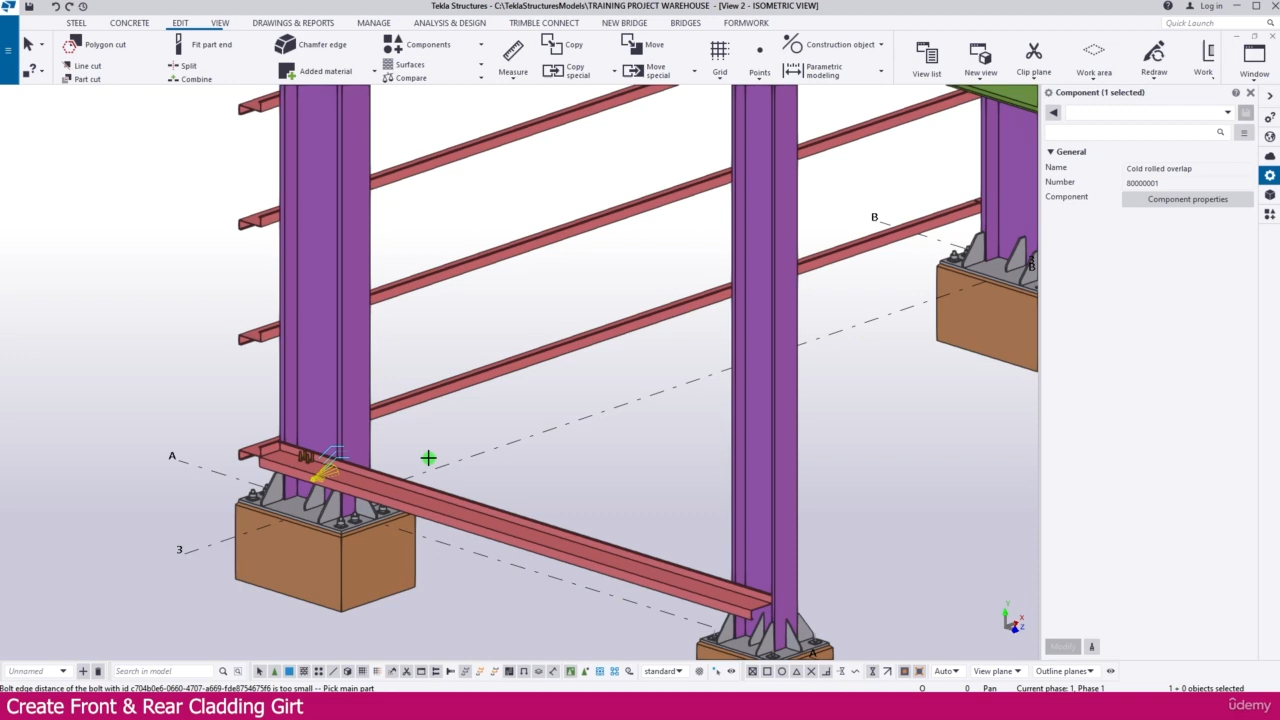 Tekla Structures - C:\TeklaStructuresModels\TRAINING PROJECT WAREHOUSE - [View 2 - ISOMETRIC VIEW]
Log in
STEEL CONCRETE EDIT VIEW DRAWINGS & REPORTS MANAGE ANALYSIS & DESIGN TRIMBLE CONNECT NEW BRIDGE BRIDGES FORMWORK
Quick Launch
Polygon cut
Line cut
Part cut
Fit part end
Split
Combine
Chamfer edge
Added material
Components
Surfaces
Compare
Measure
Copy
Copy special
Move
Move special
Grid
Points
Construction object
Parametric modeling
View list
New view
Clip plane
Work area
Redraw
Work
Window
Component (1 selected)
General
Name Cold rolled overlap
Number 80000001
Component Component properties
B
3
B
A
3
A
Modify
Unnamed
Search in model
standard
Auto
View plane
Outline planes
Bolt edge distance of the bolt with id c704b0e6-0660-4707-a669-fde8754675f6 is too small -- Pick main part
O 0 Pan Current phase: 1, Phase 1 1 + 0 objects selected
Create Front & Rear Cladding Girt
ûdemy